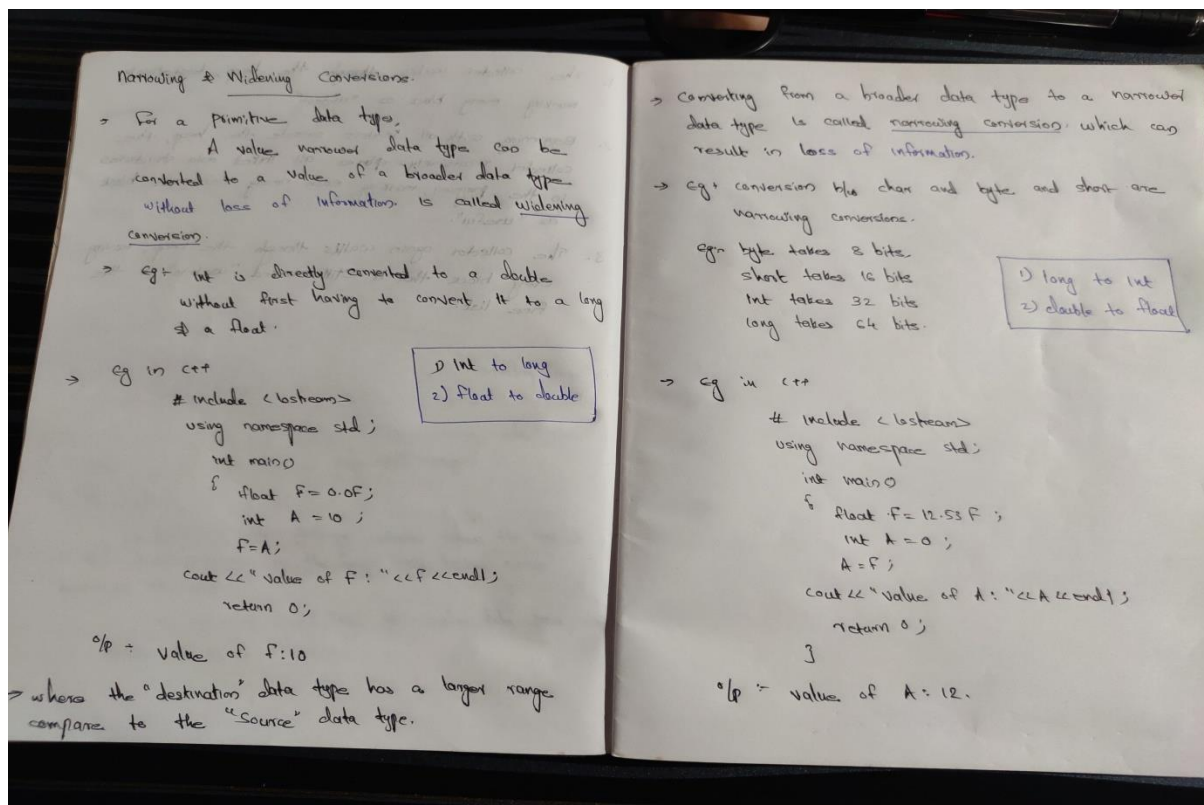 Narrowing & Widening Conversions.
→ For a primitive data type,
A value narrower data type can be
converted to a value of a broader data type
without loss of information. is called widening
conversion.
→ eg:- int is directly converted to a double
without first having to convert it to a long
a float.
→ eg in c++
# include <iostream>
using namespace std;
int main()
{ float F = 0.0F;
int A = 10 ;
f=A;
cout <<"value of F: "<<f<<endl;
return 0;
o/p :- value of f:10
→ where the "destination" data type has a larger range
compare to the "Source" data type.
1) Int to long
2) float to double
→ converting from a broader data type to a narrower
data type is called narrowing conversion. which can
result in loss of information.
→ eg:- conversion b/w char and byte and short are
narrowing conversions.
eg:- byte takes 8 bits.
short takes 16 bits
Int takes 32 bits
long takes 64 bits.
1) long to int
2) double to float
→ eg in c++
# include <iostream>
using namespace std;
int main()
{
float f= 12.53F ;
Int A = 0 ;
A = F ;
cout <<"value of A: "<<A<<endl ;
return 0 ;
}
o/p :- value of A: 12.